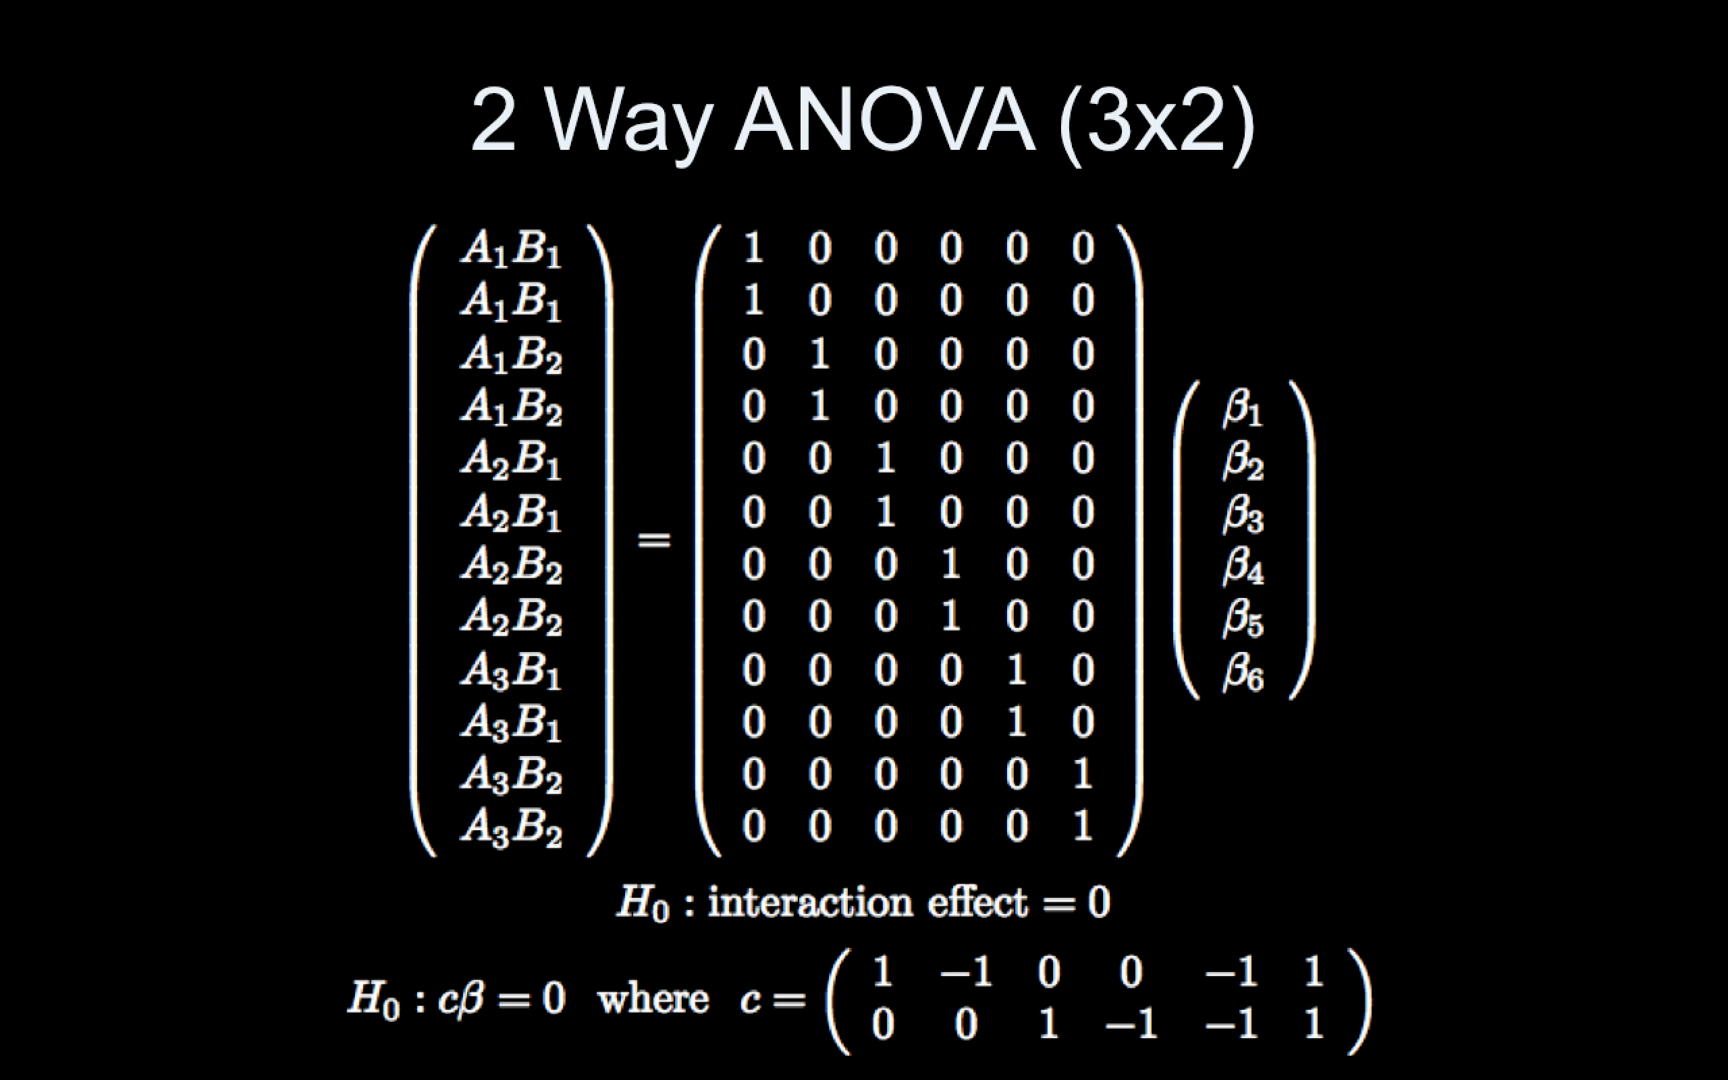 2 Way ANOVA (3x2)
A₁B₁ 1 0 0 0 0 0
A₁B₁ 1 0 0 0 0 0
A₁B₂ 0 1 0 0 0 0
A₁B₂ 0 1 0 0 0 0 β₁
A₂B₁ 0 0 1 0 0 0 β₂
A₂B₁ 0 0 1 0 0 0 β₃
=
A₂B₂ 0 0 0 1 0 0 β₄
A₂B₂ 0 0 0 1 0 0 β₅
A₃B₁ 0 0 0 0 1 0 β₆
A₃B₁ 0 0 0 0 1 0
A₃B₂ 0 0 0 0 0 1
A₃B₂ 0 0 0 0 0 1
H₀ : interaction effect = 0
H₀ : cβ = 0 where c = ( 1 −1 0 0 −1 1
0 0 1 −1 −1 1 )